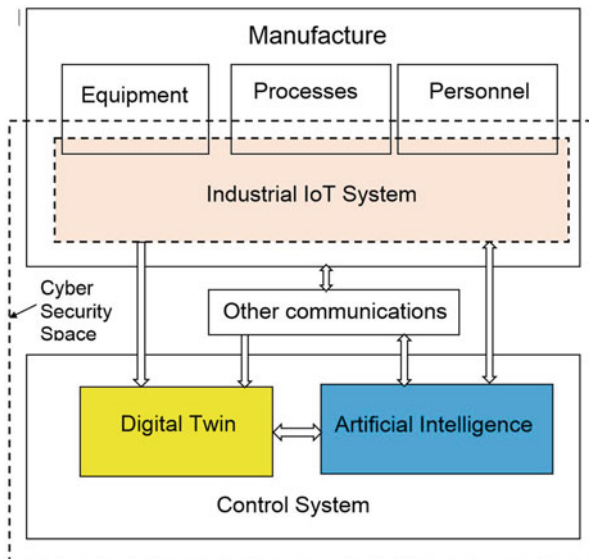 Manufacture
Equipment
Processes
Personnel
Industrial IoT System
Cyber
Security
Space
Other communications
Digital Twin
Artificial Intelligence
Control System